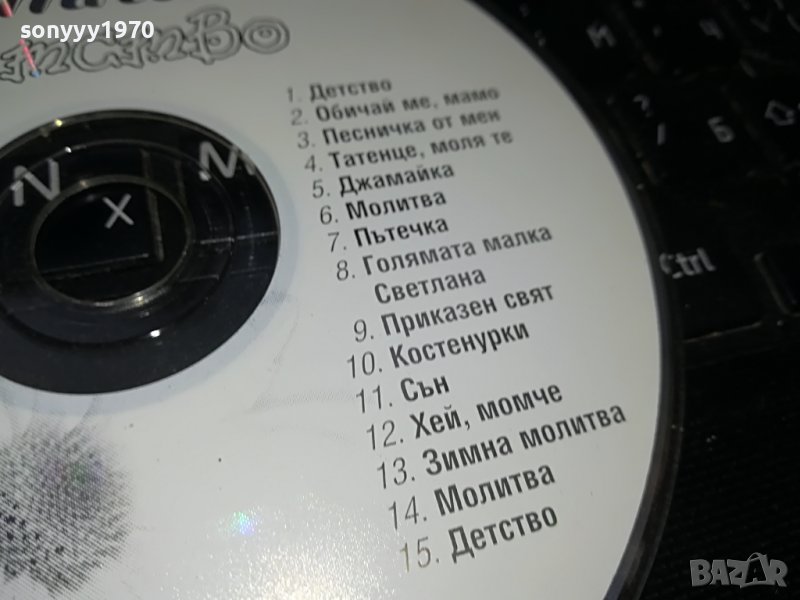 sonyyy1970
1. Детство
2. Обичай ме, мамо
3. Песничка от мен
4. Татенце, моля те
5. Джамайка
6. Молитва
7. Пътечка
8. Голямата малка
Светлана
9. Приказен свят
10. Костенурки
11. Сън
12. Хей, момче
13. Зимна молитва
14. Молитва
15. Детство
N M
x
Ctrl
Б
Й
BAZAR